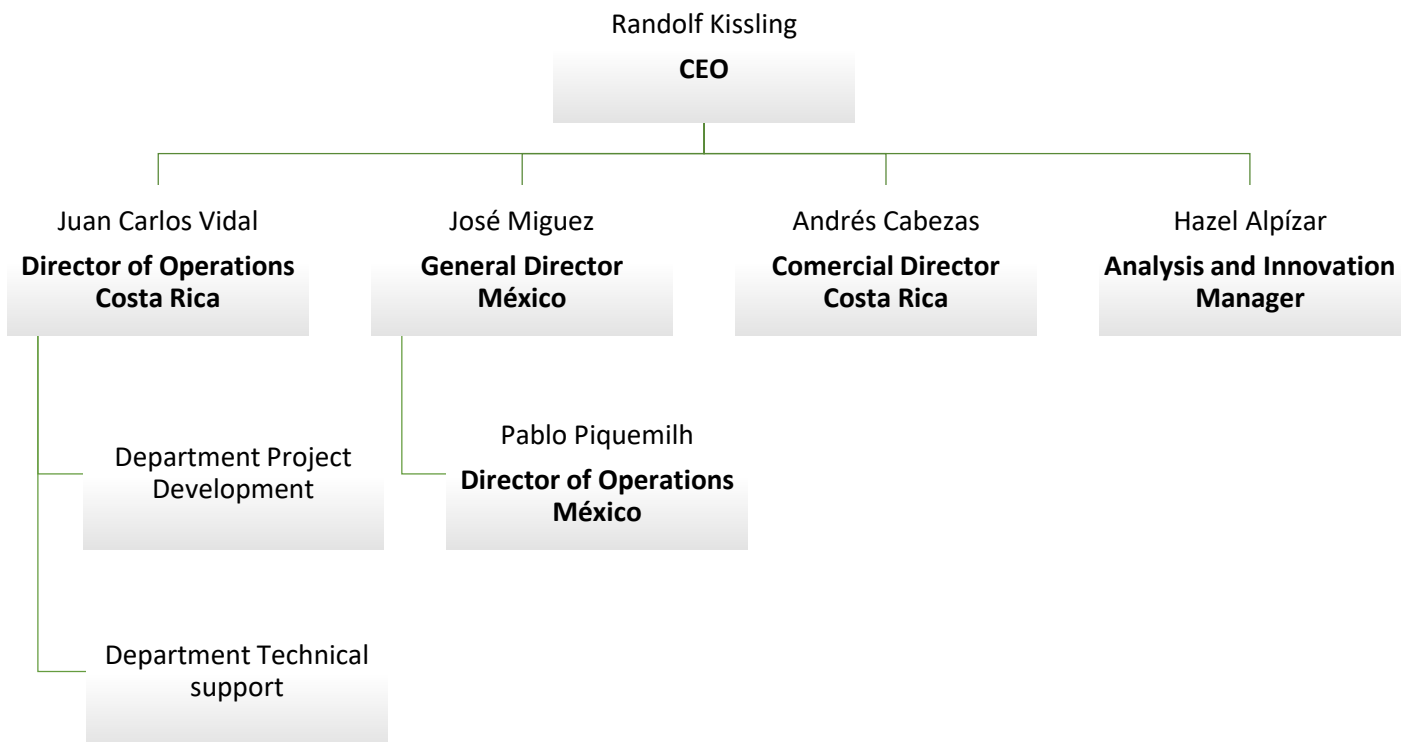 Randolf Kissling
CEO
Juan Carlos Vidal
Director of Operations
Costa Rica
José Miguez
General Director
México
Andrés Cabezas
Comercial Director
Costa Rica
Hazel Alpízar
Analysis and Innovation
Manager
Department Project
Development
Pablo Piquemilh
Director of Operations
México
Department Technical
support